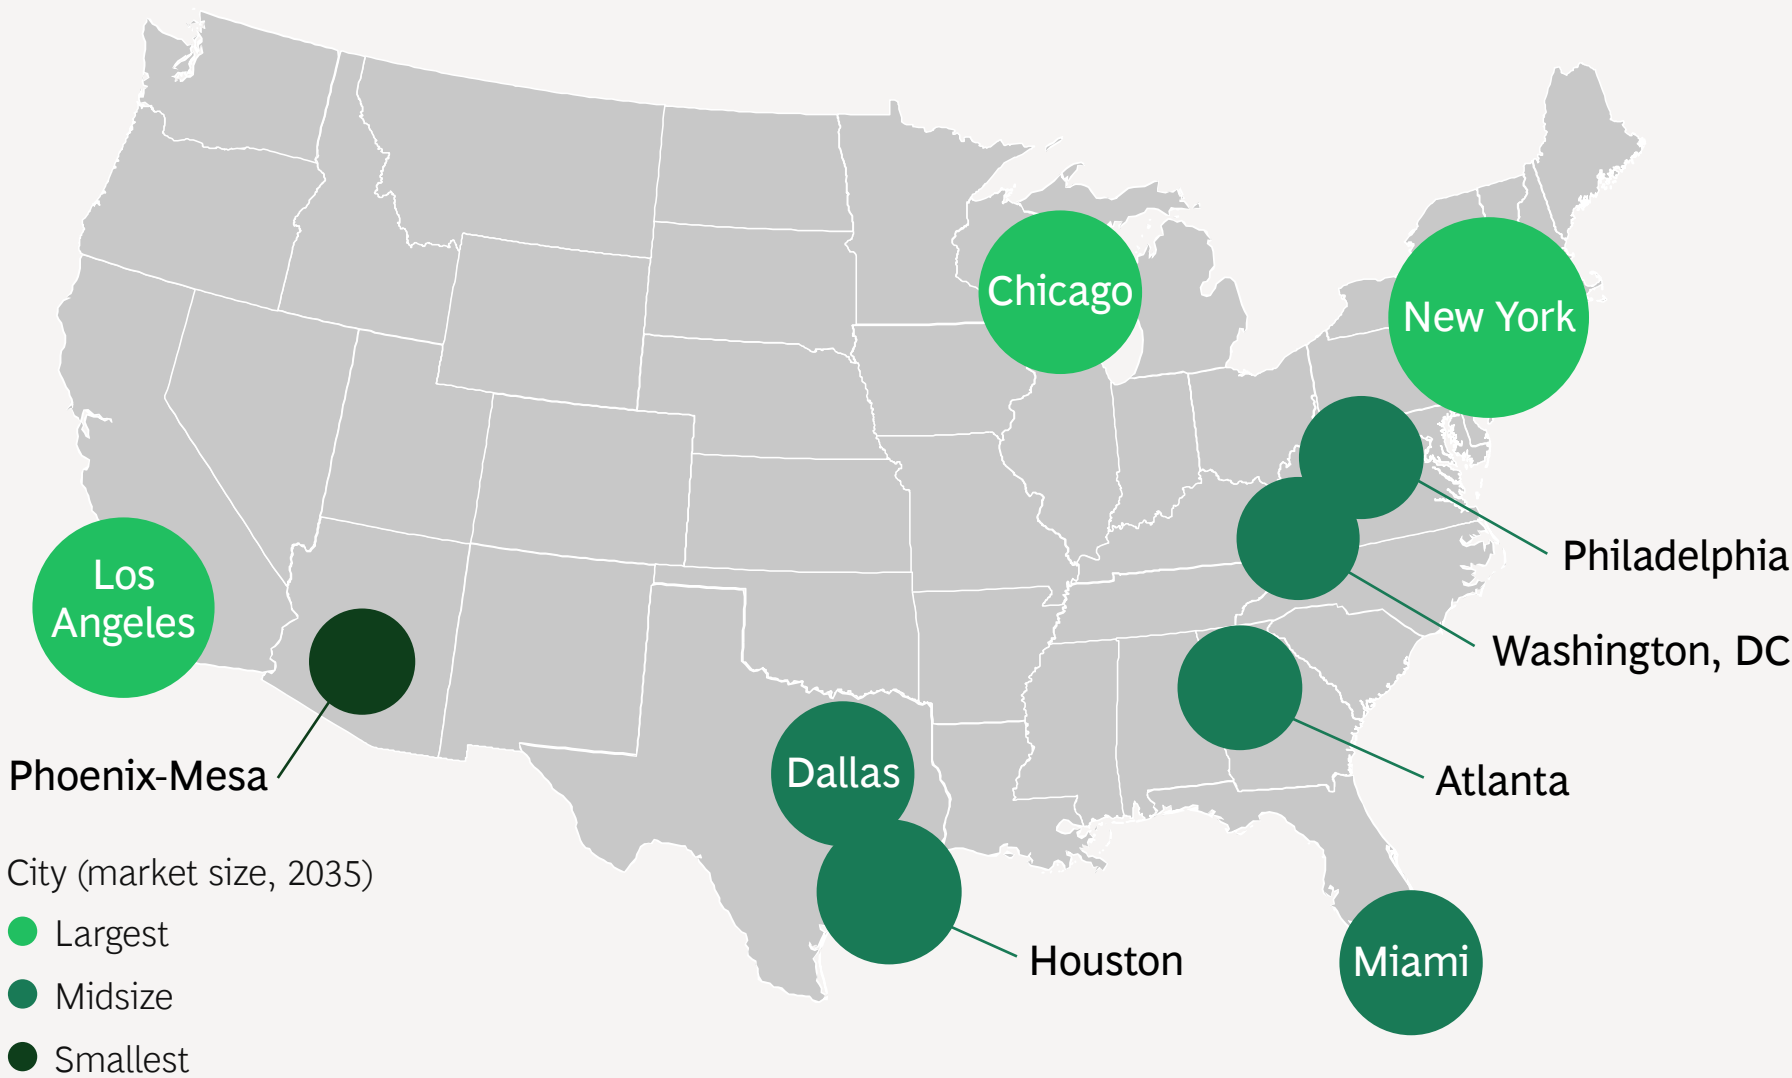 Chicago
New York
Los
Angeles
Philadelphia
Washington, DC
Phoenix-Mesa
Dallas
Atlanta
Houston
Miami
City (market size, 2035)
Largest
Midsize
Smallest